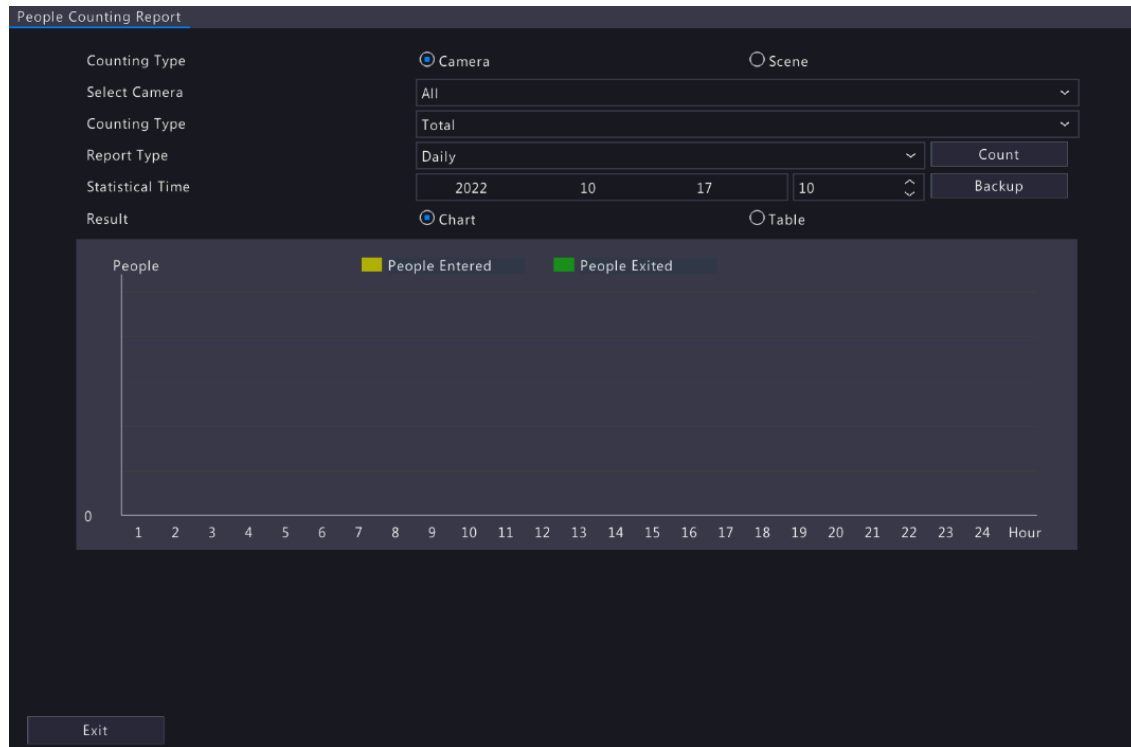 People Counting Report
Counting Type Camera Scene
Select Camera All
Counting Type Total
Report Type Daily Count
Statistical Time 2022 10 17 10 Backup
Result Chart Table
People People Entered People Exited
0
1 2 3 4 5 6 7 8 9 10 11 12 13 14 15 16 17 18 19 20 21 22 23 24 Hour
Exit